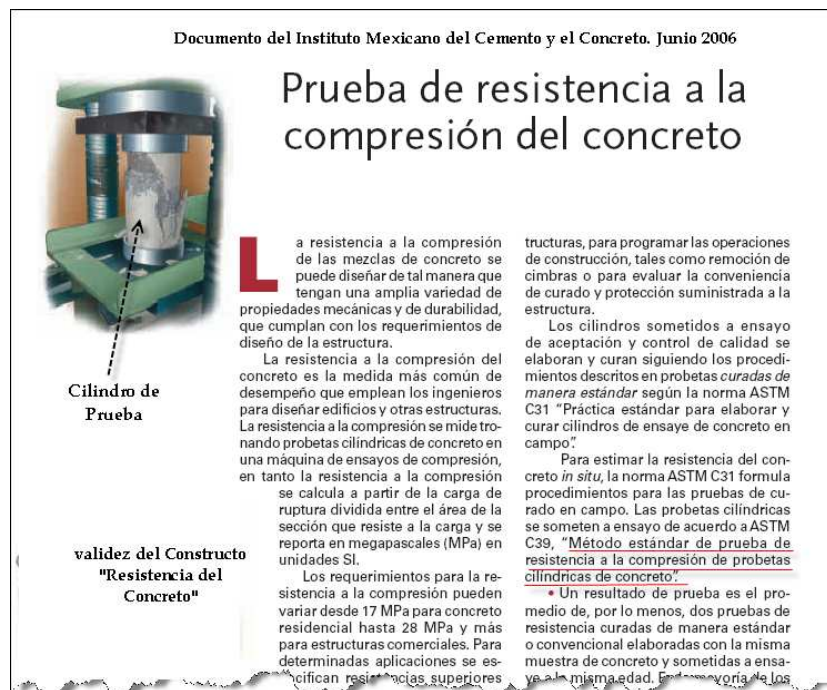 Documento del Instituto Mexicano del Cemento y el Concreto. Junio 2006
Prueba de resistencia a la
compresión del concreto
Cilindro de
Prueba
validez del Constructo
"Resistencia del
Concreto"
La resistencia a la compresión
de las mezclas de concreto se
puede diseñar de tal manera que
tengan una amplia variedad de
propiedades mecánicas y de durabilidad,
que cumplan con los requerimientos de
diseño de la estructura.
La resistencia a la compresión del
concreto es la medida más común de
desempeño que emplean los ingenieros
para diseñar edificios y otras estructuras.
La resistencia a la compresión se mide tro-
nando probetas cilíndricas de concreto en
una máquina de ensayos de compresión,
en tanto la resistencia a la compresión
se calcula a partir de la carga de
ruptura dividida entre el área de la
sección que resiste a la carga y se
reporta en megapascales (MPa) en
unidades SI.
Los requerimientos para la re-
sistencia a la compresión pueden
variar desde 17 MPa para concreto
residencial hasta 28 MPa y más
para estructuras comerciales. Para
determinadas aplicaciones se es-
superiores
tructuras, para programar las operaciones
de construcción, tales como remoción de
cimbras o para evaluar la conveniencia
de curado y protección suministrada a la
estructura.
Los cilindros sometidos a ensayo
de aceptación y control de calidad se
elaboran y curan siguiendo los procedi-
mientos descritos en probetas curadas de
manera estándar según la norma ASTM
C31 “Práctica estándar para elaborar y
curar cilindros de ensaye de concreto en
campo”.
Para estimar la resistencia del con-
creto in situ, la norma ASTM C31 formula
procedimientos para las pruebas de cu-
rado en campo. Las probetas cilíndricas
se someten a ensayo de acuerdo a ASTM
C39, “Método estándar de prueba de
resistencia a la compresión de probetas
cilíndricas de concreto”.
• Un resultado de prueba es el pro-
medio de, por lo menos, dos pruebas de
resistencia curadas de manera estándar
o convencional elaboradas con la misma
muestra de concreto y sometidas a ensa-
misma edad. los